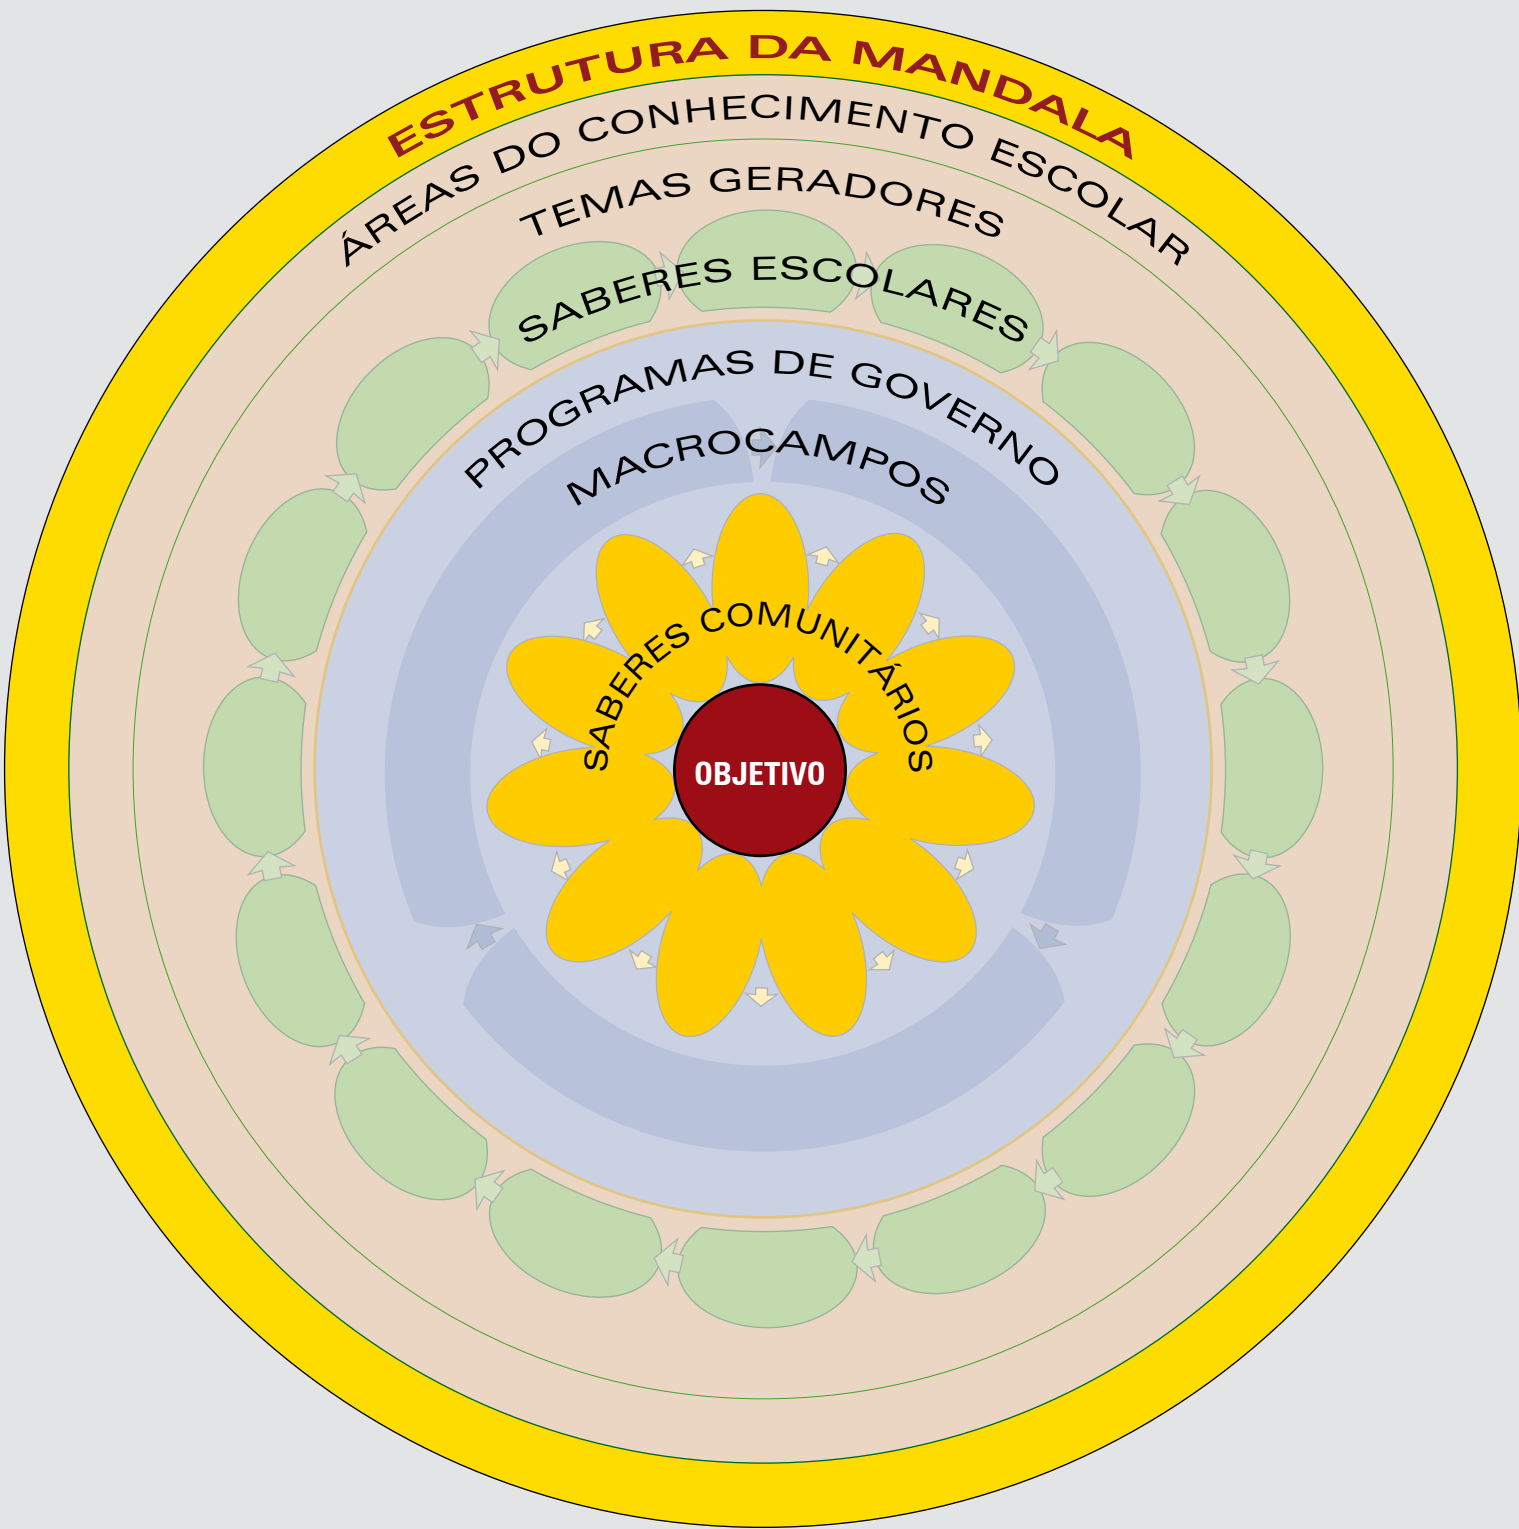 ESTRUTURA DA MANDALA
ÁREAS DO CONHECIMENTO ESCOLAR
TEMAS GERADORES
SABERES ESCOLARES
PROGRAMAS DE GOVERNO
MACROCAMPOS
SABERES COMUNITÁRIOS
OBJETIVO